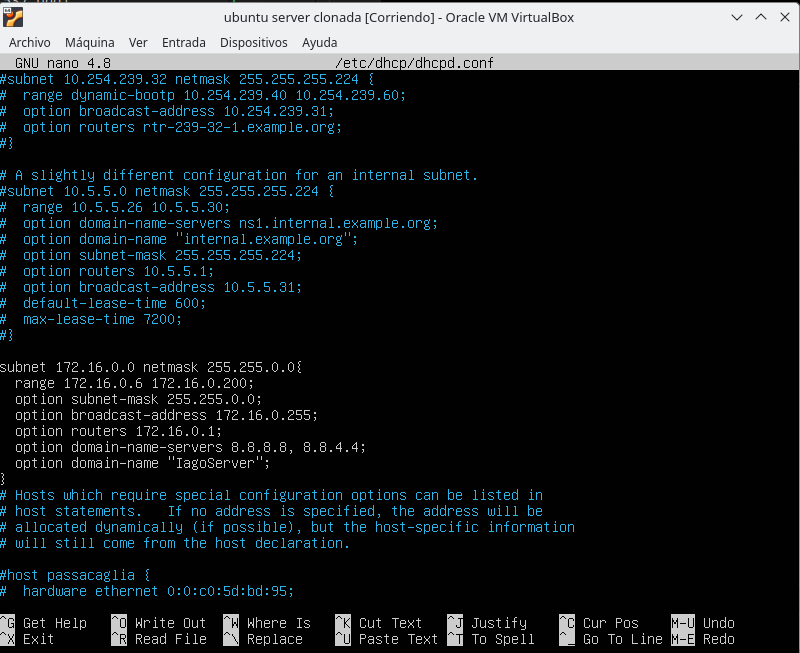 ubuntu server clonada [Corriendo] - Oracle VM VirtualBox
Archivo Máquina Ver Entrada Dispositivos Ayuda
GNU nano 4.8 /etc/dhcp/dhcpd.conf
#subnet 10.254.239.32 netmask 255.255.255.224 {
#  range dynamic-bootp 10.254.239.40 10.254.239.60;
#  option broadcast-address 10.254.239.31;
#  option routers rtr-239-32-1.example.org;
#}

# A slightly different configuration for an internal subnet.
#subnet 10.5.5.0 netmask 255.255.255.224 {
#  range 10.5.5.26 10.5.5.30;
#  option domain-name-servers ns1.internal.example.org;
#  option domain-name "internal.example.org";
#  option subnet-mask 255.255.255.224;
#  option routers 10.5.5.1;
#  option broadcast-address 10.5.5.31;
#  default-lease-time 600;
#  max-lease-time 7200;
#}

subnet 172.16.0.0 netmask 255.255.0.0{
  range 172.16.0.6 172.16.0.200;
  option subnet-mask 255.255.0.0;
  option broadcast-address 172.16.0.255;
  option routers 172.16.0.1;
  option domain-name-servers 8.8.8.8, 8.8.4.4;
  option domain-name "IagoServer";
}
# Hosts which require special configuration options can be listed in
# host statements.   If no address is specified, the address will be
# allocated dynamically (if possible), but the host-specific information
# will still come from the host declaration.

#host passacaglia {
#  hardware ethernet 0:0:c0:5d:bd:95;

^G Get Help ^O Write Out ^W Where Is ^K Cut Text ^J Justify ^C Cur Pos M-U Undo
^X Exit ^R Read File ^\ Replace ^U Paste Text ^T To Spell ^_ Go To Line M-E Redo